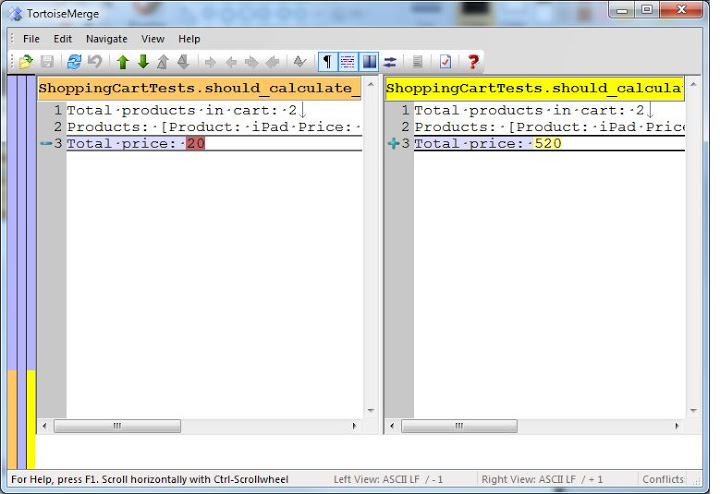 TortoiseMerge
File Edit Navigate View Help
ShoppingCartTests.should_calculate_
1 Total·products·in·cart:·2↓
2 Products:·[Product:·iPad·Price:·
3 Total·price:·20
ShoppingCartTests.should_calcula
1 Total·products·in·cart:·2↓
2 Products:·[Product:·iPad·Price
3 Total·price:·520
For Help, press F1. Scroll horizontally with Ctrl-Scrollwheel
Left View: ASCII LF / - 1
Right View: ASCII LF / + 1
Conflicts: